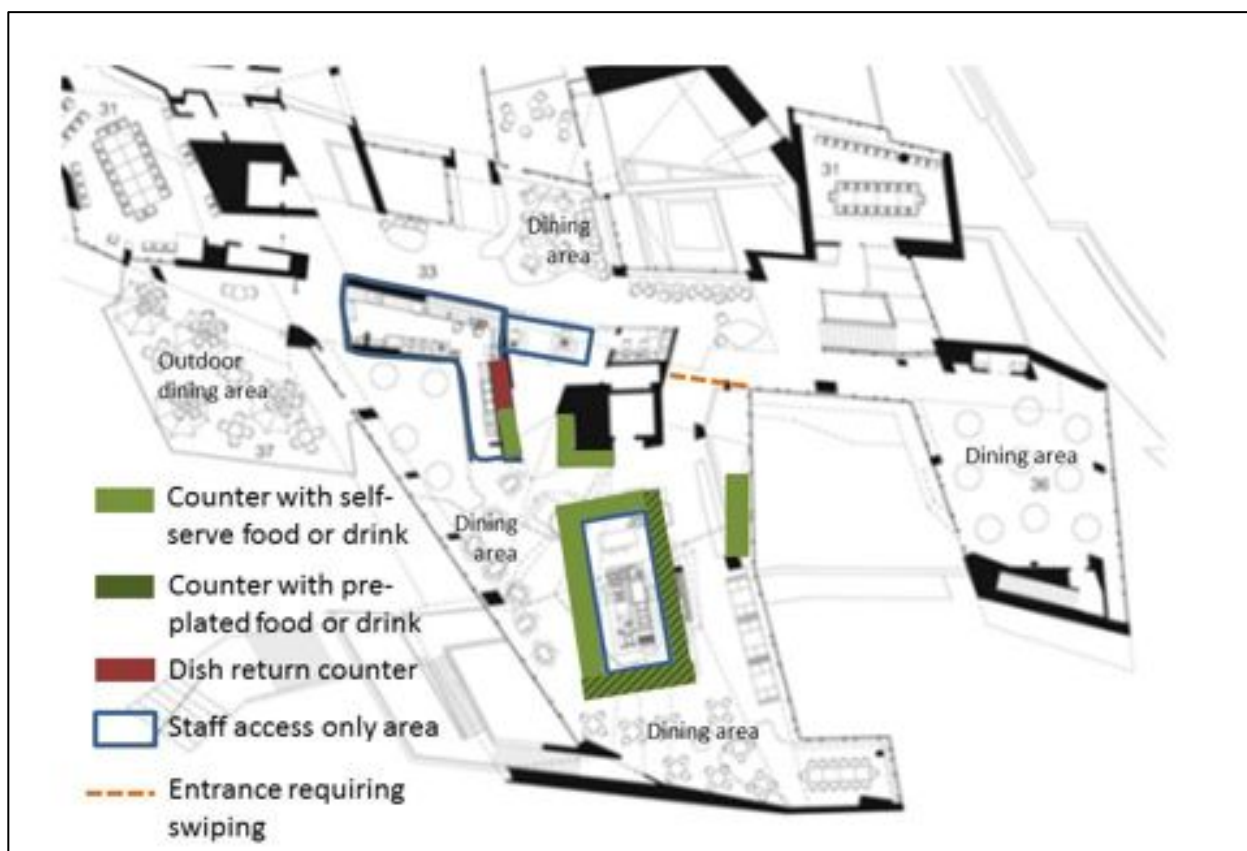 31
31
Dining
area
33
Outdoor
dining area
37
Dining area
36
Dining
area
Dining area
Counter with self-
serve food or drink
Counter with pre-
plated food or drink
Dish return counter
Staff access only area
Entrance requiring
swiping